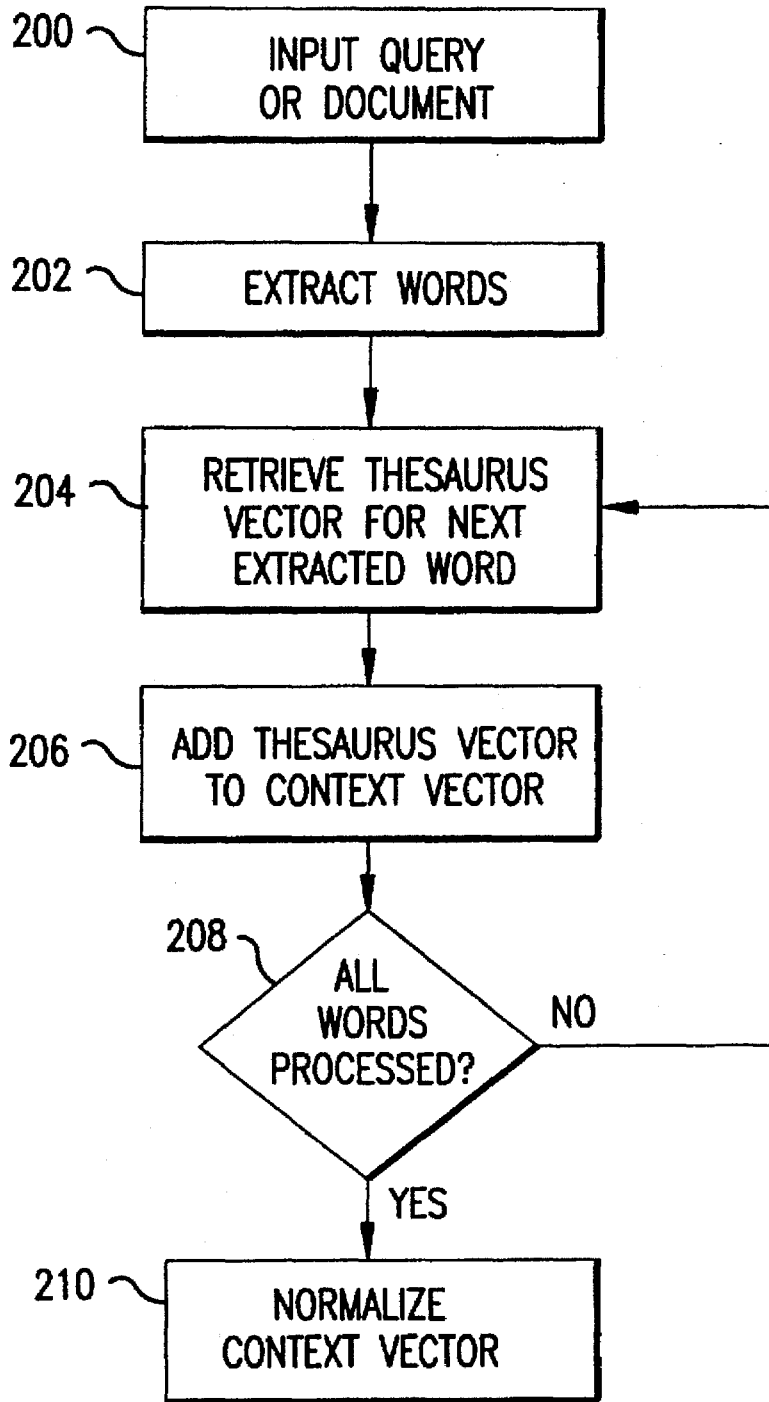 200
INPUT QUERY
OR DOCUMENT
202
EXTRACT WORDS
204
RETRIEVE THESAURUS
VECTOR FOR NEXT
EXTRACTED WORD
206
ADD THESAURUS VECTOR
TO CONTEXT VECTOR
208
ALL
WORDS
PROCESSED?
NO
YES
210
NORMALIZE
CONTEXT VECTOR